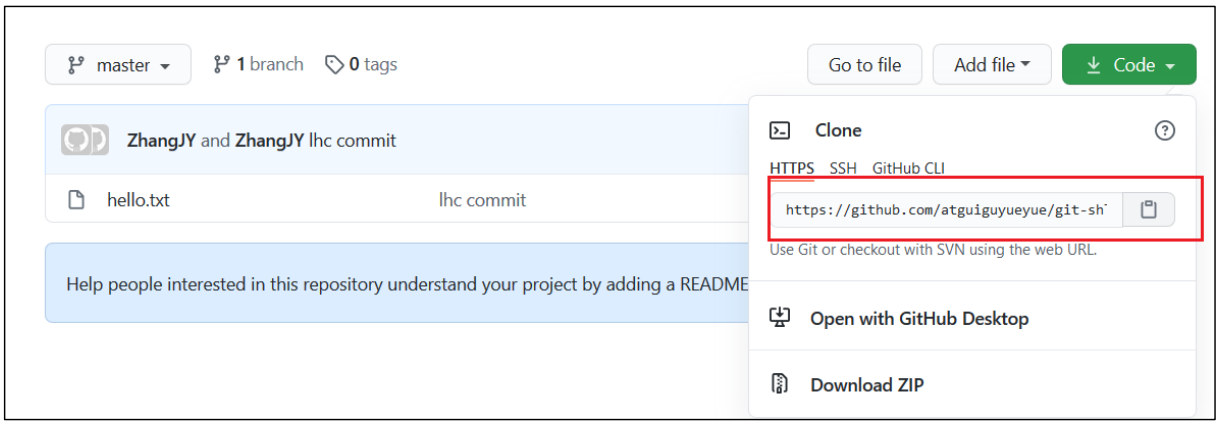 master 1 branch 0 tags Go to file Add file Code
ZhangJY and ZhangJY lhc commit
hello.txt lhc commit
Help people interested in this repository understand your project by adding a README
Clone
HTTPS SSH GitHub CLI
https://github.com/atguiguyueyue/git-sh
Use Git or checkout with SVN using the web URL.
Open with GitHub Desktop
Download ZIP